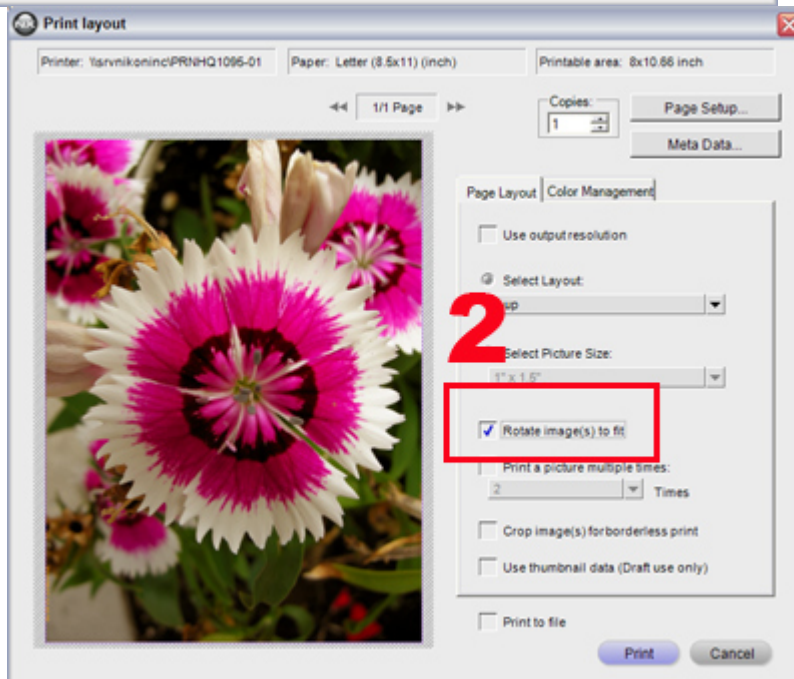 Print layout
Printer: \\srvnikoninc\PRNHQ1095-01 Paper: Letter (8.5x11) (inch) Printable area: 8x10.66 inch
1/1 Page
Copies:
1
Page Setup...
Meta Data...
Page Layout Color Management
Use output resolution
Select Layout:
up
2
Select Picture Size:
1" x 1.5"
Rotate image(s) to fit
Print a picture multiple times:
2 Times
Crop image(s) for borderless print
Use thumbnail data (Draft use only)
Print to file
Print Cancel